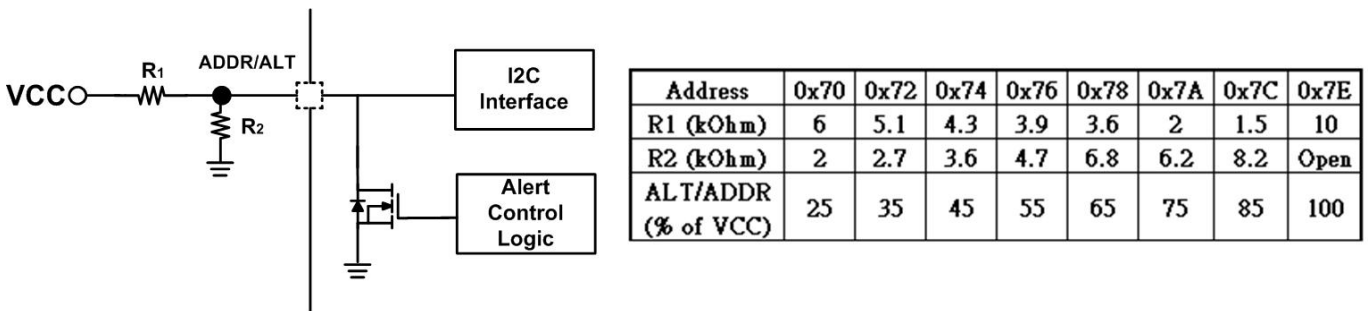 R1
ADDR/ALT
VCC
R2
I2C
Interface
Alert
Control
Logic
Address 0x70 0x72 0x74 0x76 0x78 0x7A 0x7C 0x7E
R1 (kOhm) 6 5.1 4.3 3.9 3.6 2 1.5 10
R2 (kOhm) 2 2.7 3.6 4.7 6.8 6.2 8.2 Open
ALT/ADDR
(% of VCC) 25 35 45 55 65 75 85 100